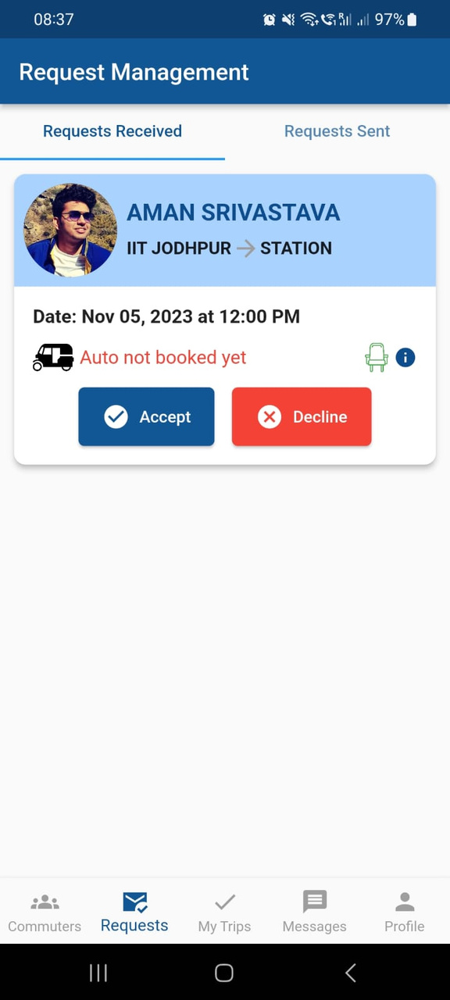 08:37 97%
Request Management
Requests Received Requests Sent
AMAN SRIVASTAVA
IIT JODHPUR → STATION
Date: Nov 05, 2023 at 12:00 PM
Auto not booked yet
Accept Decline
Commuters Requests My Trips Messages Profile